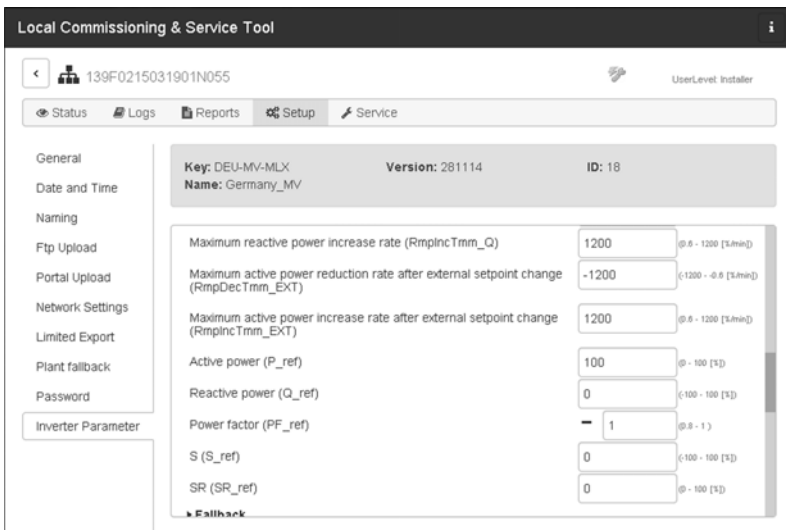 Local Commissioning & Service Tool
i
139F0215031901N055
UserLevel: Installer
Status
Logs
Reports
Setup
Service
General
Date and Time
Naming
Ftp Upload
Portal Upload
Network Settings
Limited Export
Plant fallback
Password
Inverter Parameter
Key: DEU-MV-MLX Version: 281114 ID: 18
Name: Germany_MV
Maximum reactive power increase rate (RmpIncTmm_Q) 1200 (0.6 - 1200 [%/min])
Maximum active power reduction rate after external setpoint change -1200 (-1200 - -0.6 [%/min])
(RmpDecTmm_EXT)
Maximum active power increase rate after external setpoint change 1200 (0.6 - 1200 [%/min])
(RmpIncTmm_EXT)
Active power (P_ref) 100 (0 - 100 [%])
Reactive power (Q_ref) 0 (-100 - 100 [%])
Power factor (PF_ref) - 1 (0.8 - 1 )
S (S_ref) 0 (-100 - 100 [%])
SR (SR_ref) 0 (0 - 100 [%])
Fallback